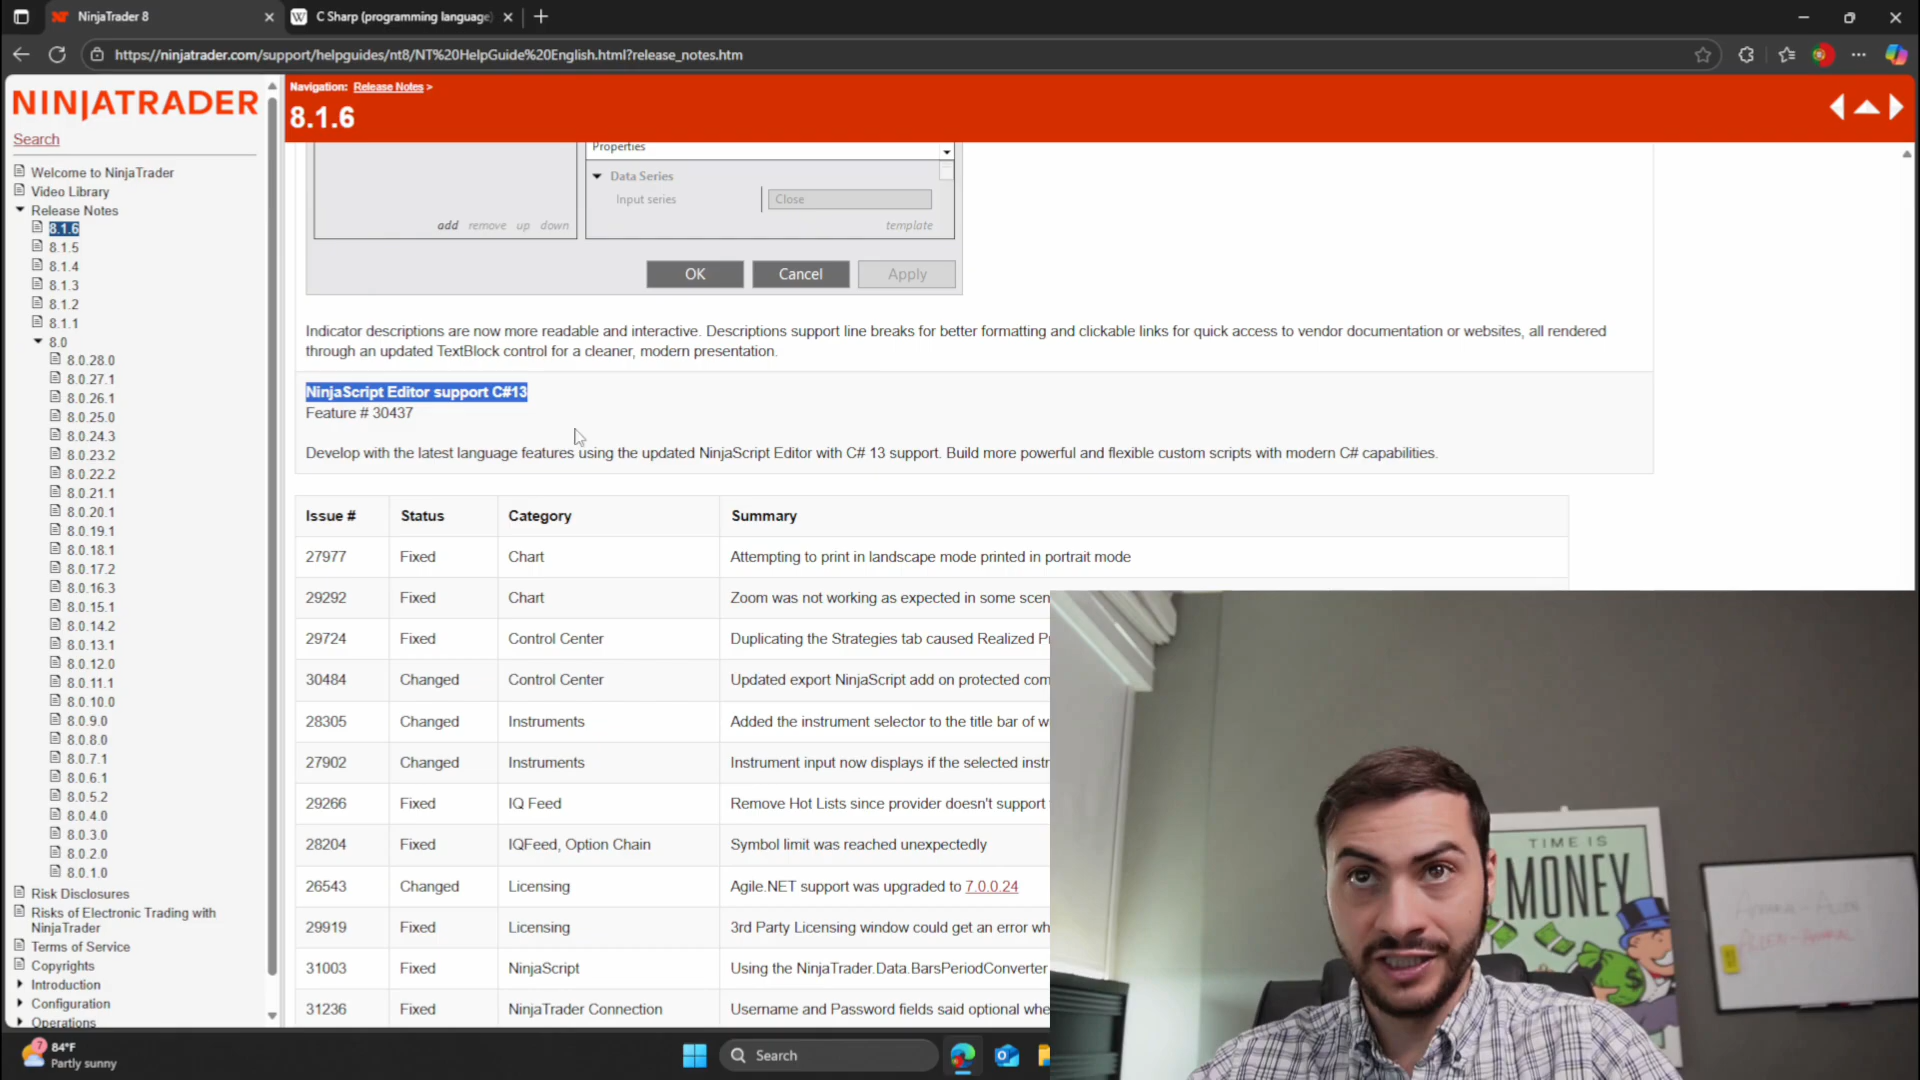 NinjaTrader 8
C Sharp (programming language)
https://ninjatrader.com/support/helpguides/nt8/NT%20HelpGuide%20English.html?release_notes.htm
NINJATRADER
Search
Welcome to NinjaTrader
Video Library
Release Notes
8.1.6
8.1.5
8.1.4
8.1.3
8.1.2
8.1.1
8.0
8.0.28.0
8.0.27.1
8.0.26.1
8.0.25.0
8.0.24.3
8.0.23.2
8.0.22.2
8.0.21.1
8.0.20.1
8.0.19.1
8.0.18.1
8.0.17.2
8.0.16.3
8.0.15.1
8.0.14.2
8.0.13.1
8.0.12.0
8.0.11.1
8.0.10.0
8.0.9.0
8.0.8.0
8.0.7.1
8.0.6.1
8.0.5.2
8.0.4.0
8.0.3.0
8.0.2.0
8.0.1.0
Risk Disclosures
Risks of Electronic Trading with
NinjaTrader
Terms of Service
Copyrights
Introduction
Configuration
Operations
Navigation: Release Notes >
8.1.6
Properties
Data Series
Input series Close
add remove up down template
OK Cancel Apply
Indicator descriptions are now more readable and interactive. Descriptions support line breaks for better formatting and clickable links for quick access to vendor documentation or websites, all rendered
through an updated TextBlock control for a cleaner, modern presentation.
NinjaScript Editor support C#13
Feature # 30437
Develop with the latest language features using the updated NinjaScript Editor with C# 13 support. Build more powerful and flexible custom scripts with modern C# capabilities.
Issue # Status Category Summary
27977 Fixed Chart Attempting to print in landscape mode printed in portrait mode
29292 Fixed Chart Zoom was not working as expected in some
29724 Fixed Control Center Duplicating the Strategies tab caused Realized
30484 Changed Control Center Updated export NinjaScript add on protected
28305 Changed Instruments Added the instrument selector to the title bar of
27902 Changed Instruments Instrument input now displays if the selected
29266 Fixed IQ Feed Remove Hot Lists since provider doesn't support
28204 Fixed IQFeed, Option Chain Symbol limit was reached unexpectedly
26543 Changed Licensing Agile.NET support was upgraded to 7.0.0.24
29919 Fixed Licensing 3rd Party Licensing window could get an error
31003 Fixed NinjaScript Using the NinjaTrader.Data.BarsPeriodConverter
31236 Fixed NinjaTrader Connection Username and Password fields said optional
TIME IS
MONEY
7
84°F
Partly sunny
Search